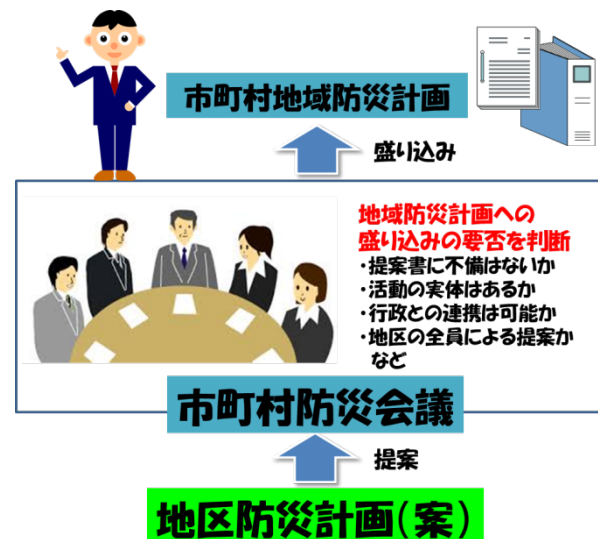 市町村地域防災計画
盛り込み
地域防災計画への
盛り込みの要否を判断
・提案書に不備はないか
・活動の実体はあるか
・行政との連携は可能か
・地区の全員による提案か
など
市町村防災会議
提案
地区防災計画(案)